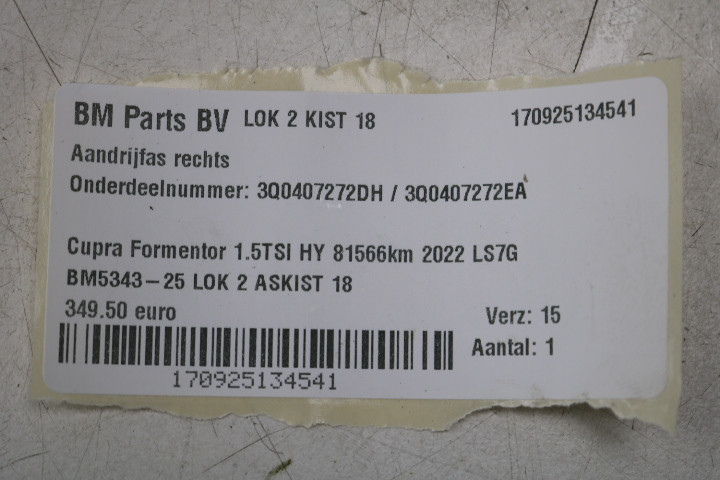 BM Parts BV LOK 2 KIST 18 170925134541
Aandrijfas rechts
Onderdeelnummer: 3Q0407272DH / 3Q0407272EA
Cupra Formentor 1.5TSI HY 81566km 2022 LS7G
BM5343-25 LOK 2 ASKIST 18
349.50 euro Verz: 15
Aantal: 1
170925134541